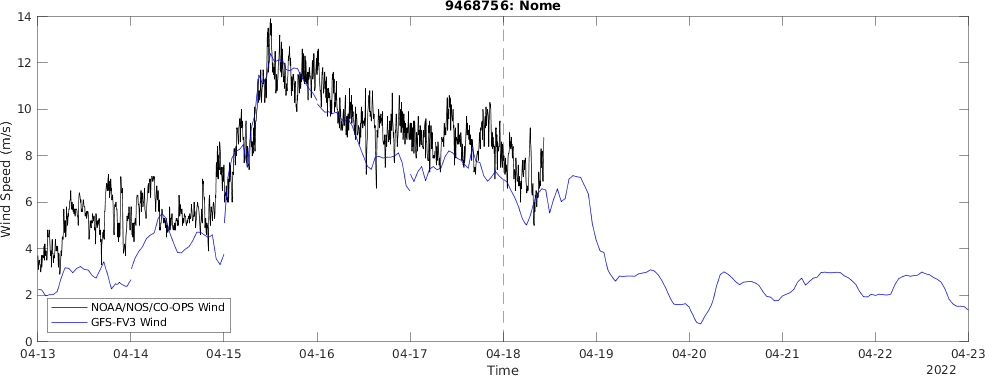 9468756: Nome
14
12
10
8
6
4
2
0
Wind Speed (m/s)
NOAA/NOS/CO-OPS Wind
GFS-FV3 Wind
04-13 04-14 04-15 04-16 04-17 04-18 04-19 04-20 04-21 04-22 04-23
Time
2022